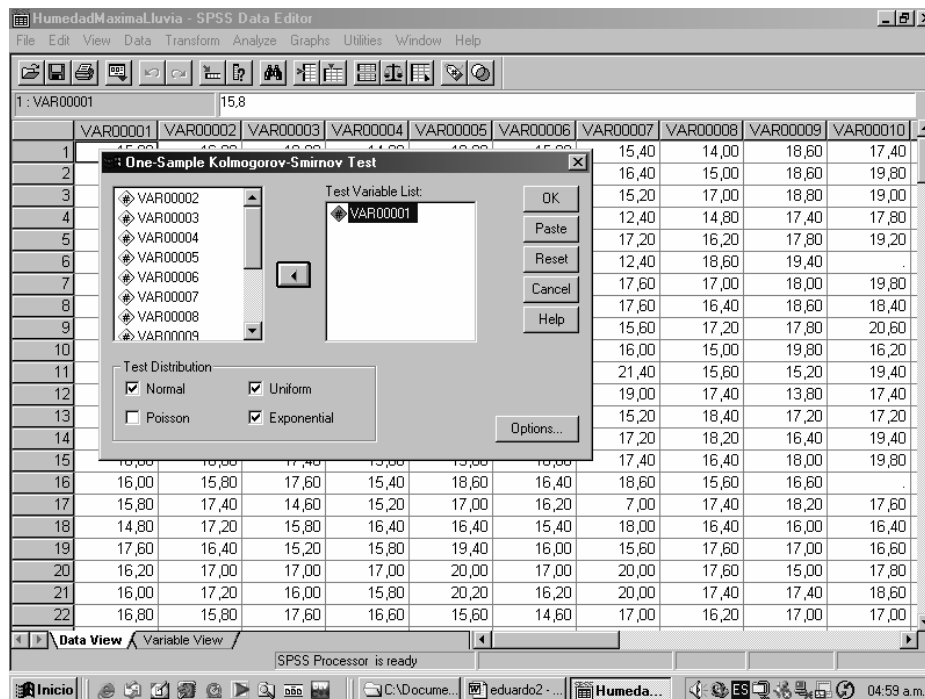 HumedadMaximaLluvia - SPSS Data Editor
File Edit View Data Transform Analyze Graphs Utilities Window Help
1 : VAR00001 15,8
VAR00001 VAR00002 VAR00003 VAR00004 VAR00005 VAR00006 VAR00007 VAR00008 VAR00009 VAR00010
1 15,40 14,00 18,60 17,40
One-Sample Kolmogorov-Smirnov Test
2 16,40 15,00 18,60 19,80
3 15,20 17,00 18,80 19,00
4 12,40 14,80 17,40 17,80
5 17,20 16,20 17,80 19,20
6 12,40 18,60 19,40 .
7 17,60 17,00 18,00 19,80
8 17,60 16,40 18,60 18,40
9 15,60 17,20 17,80 20,60
10 16,00 15,00 19,80 16,20
11 21,40 15,60 15,20 19,40
12 19,00 17,40 13,80 17,40
13 15,20 18,40 17,20 17,20
14 17,20 18,20 16,40 19,40
15 17,40 16,40 18,00 19,80
VAR00002
VAR00003
VAR00004
VAR00005
VAR00006
VAR00007
VAR00008
VAR00009
Test Variable List:
VAR00001
OK
Paste
Reset
Cancel
Help
Test Distribution
Normal Uniform
Poisson Exponential
Options...
16 16,00 15,80 17,60 15,40 18,60 16,40 18,60 15,60 16,60 .
17 15,80 17,40 14,60 15,20 17,00 16,20 7,00 17,40 18,20 17,60
18 14,80 17,20 15,80 16,40 16,40 15,40 18,00 16,40 16,00 16,40
19 17,60 16,40 15,20 15,80 19,40 16,00 15,60 17,60 17,00 16,60
20 16,20 17,00 17,00 17,00 20,00 17,00 20,00 17,60 15,00 17,80
21 16,00 17,20 16,00 15,80 20,20 16,20 20,00 17,40 17,40 18,60
22 16,80 15,80 17,60 16,60 15,60 14,60 17,00 16,20 17,00 17,00
Data View Variable View
SPSS Processor is ready
Inicio C:\Docume... eduardo2 - ... Humeda... ES 04:59 a.m.